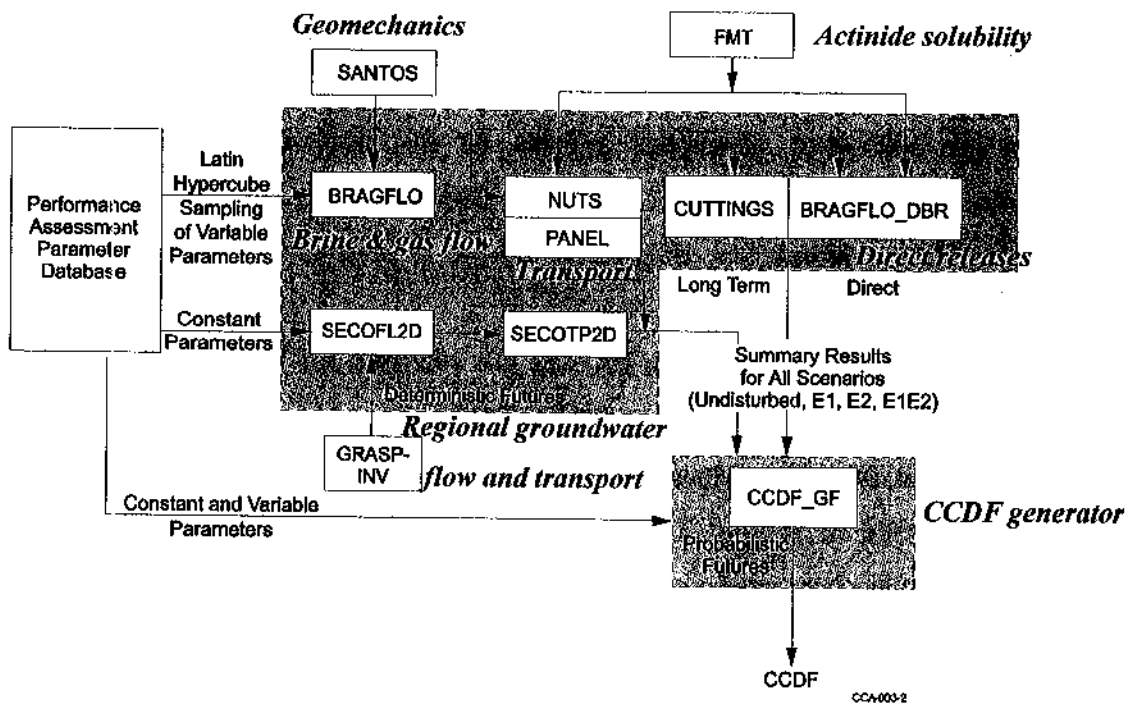 Geomechanics
FMT
Actinide solubility
SANTOS
Latin
Hypercube
Sampling
of Variable
Parameters
Performance
Assessment
Parameter
Database
BRAGFLO
NUTS
PANEL
CUTTINGS
BRAGFLO_DBR
Brine & gas flow
Transport
Direct releases
Long Term
Direct
Constant
Parameters
SECOFL2D
SECOTP2D
Summary Results
for All Scenarios
(Undisturbed, E1, E2, E1E2)
Deterministic Futures
Regional groundwater
flow and transport
GRASP-
INV
Constant and Variable
Parameters
CCDF_GF
CCDF generator
Probabilistic
Futures
CCDF
CCA-003-2